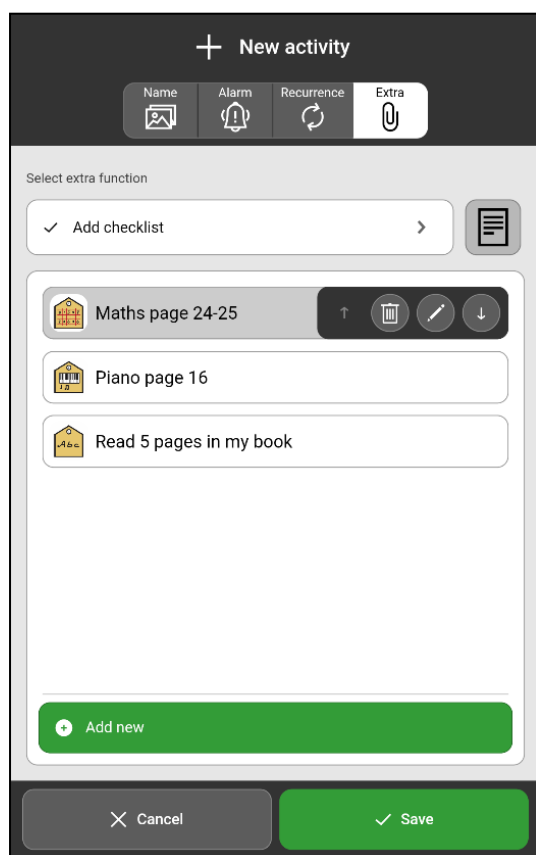 New activity
Name Alarm Recurrence Extra
Select extra function
Add checklist
Maths page 24-25
Piano page 16
Abc Read 5 pages in my book
Add new
Cancel Save